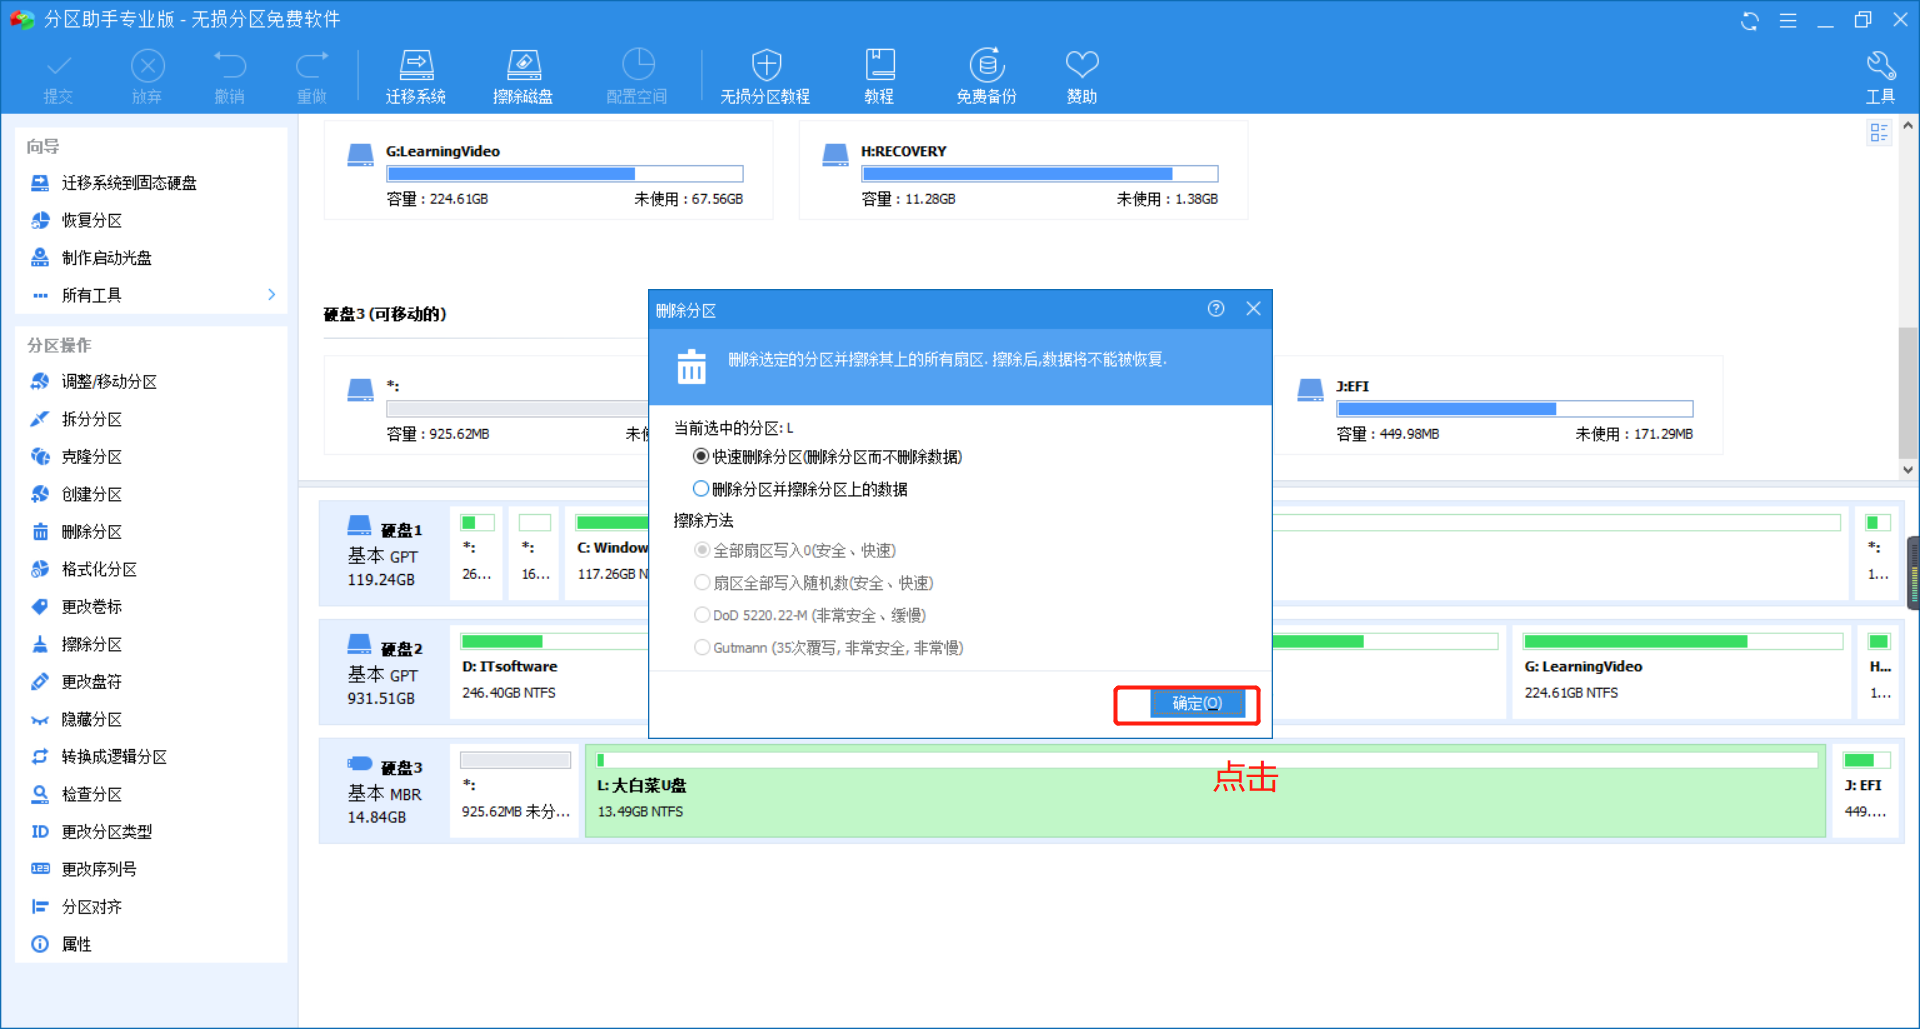 分区助手专业版 - 无损分区免费软件
提交
放弃
撤销
重做
迁移系统
擦除磁盘
配置空间
无损分区教程
教程
免费备份
赞助
工具
向导
迁移系统到固态硬盘
恢复分区
制作启动光盘
所有工具
分区操作
调整/移动分区
拆分分区
克隆分区
创建分区
删除分区
格式化分区
更改卷标
擦除分区
更改盘符
隐藏分区
转换成逻辑分区
检查分区
ID 更改分区类型
123 更改序列号
分区对齐
属性
G:LearningVideo
容量：224.61GB
未使用：67.56GB
H:RECOVERY
容量：11.28GB
未使用：1.38GB
硬盘3 (可移动的)
*:
容量：925.62MB
未使
J:EFI
容量：449.98MB
未使用：171.29MB
删除分区
删除选定的分区并擦除其上的所有扇区. 擦除后,数据将不能被恢复.
当前选中的分区: L
快速删除分区(删除分区而不删除数据)
删除分区并擦除分区上的数据
擦除方法
全部扇区写入0(安全、快速)
扇区全部写入随机数(安全、快速)
DoD 5220.22-M (非常安全、缓慢)
Gutmann (35次覆写, 非常安全, 非常慢)
确定(O)
点击
硬盘1
基本 GPT
119.24GB
*:
26...
*:
16...
C: Window
117.26GB N
*:
1...
硬盘2
基本 GPT
931.51GB
D: ITsoftware
246.40GB NTFS
G: LearningVideo
224.61GB NTFS
H...
1...
硬盘3
基本 MBR
14.84GB
*:
925.62MB 未分...
L: 大白菜U盘
13.49GB NTFS
J: EFI
449....